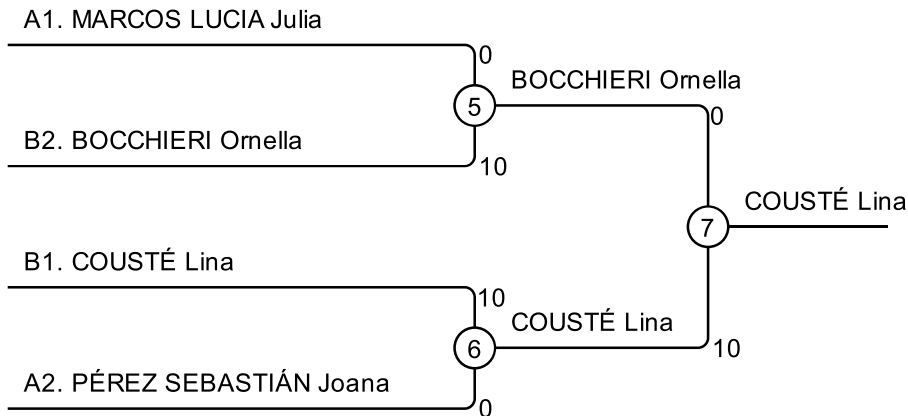 A1. MARCOS LUCIA Julia
0
5
BOCCHIERI Ornella
0
B2. BOCCHIERI Ornella
10
7
COUSTÉ Lina
B1. COUSTÉ Lina
10
6
COUSTÉ Lina
10
A2. PÉREZ SEBASTIÁN Joana
0